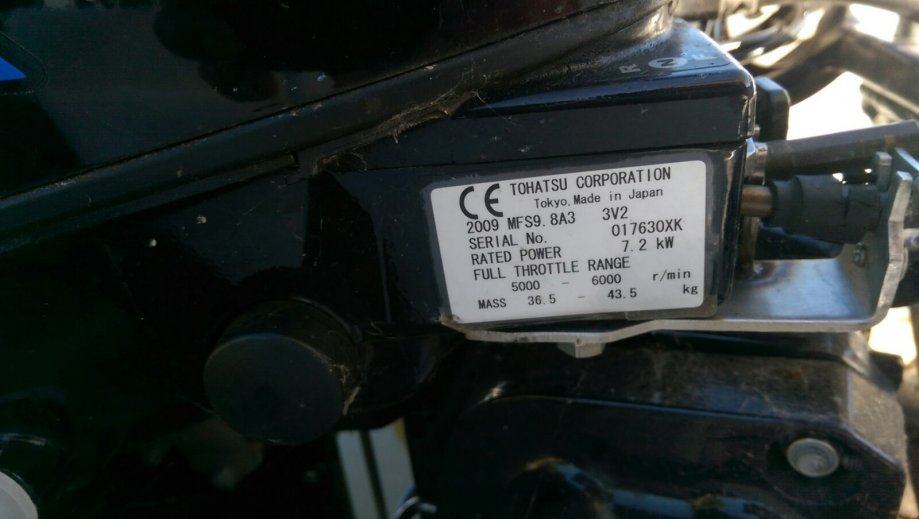 R N F
CE TOHATSU CORPORATION
Tokyo, Made in Japan
2009 MFS9.8A3 3V2
SERIAL No. 017630XK
RATED POWER 7.2 kW
FULL THROTTLE RANGE
5000 - 6000 r/min
MASS 36.5 - 43.5 kg